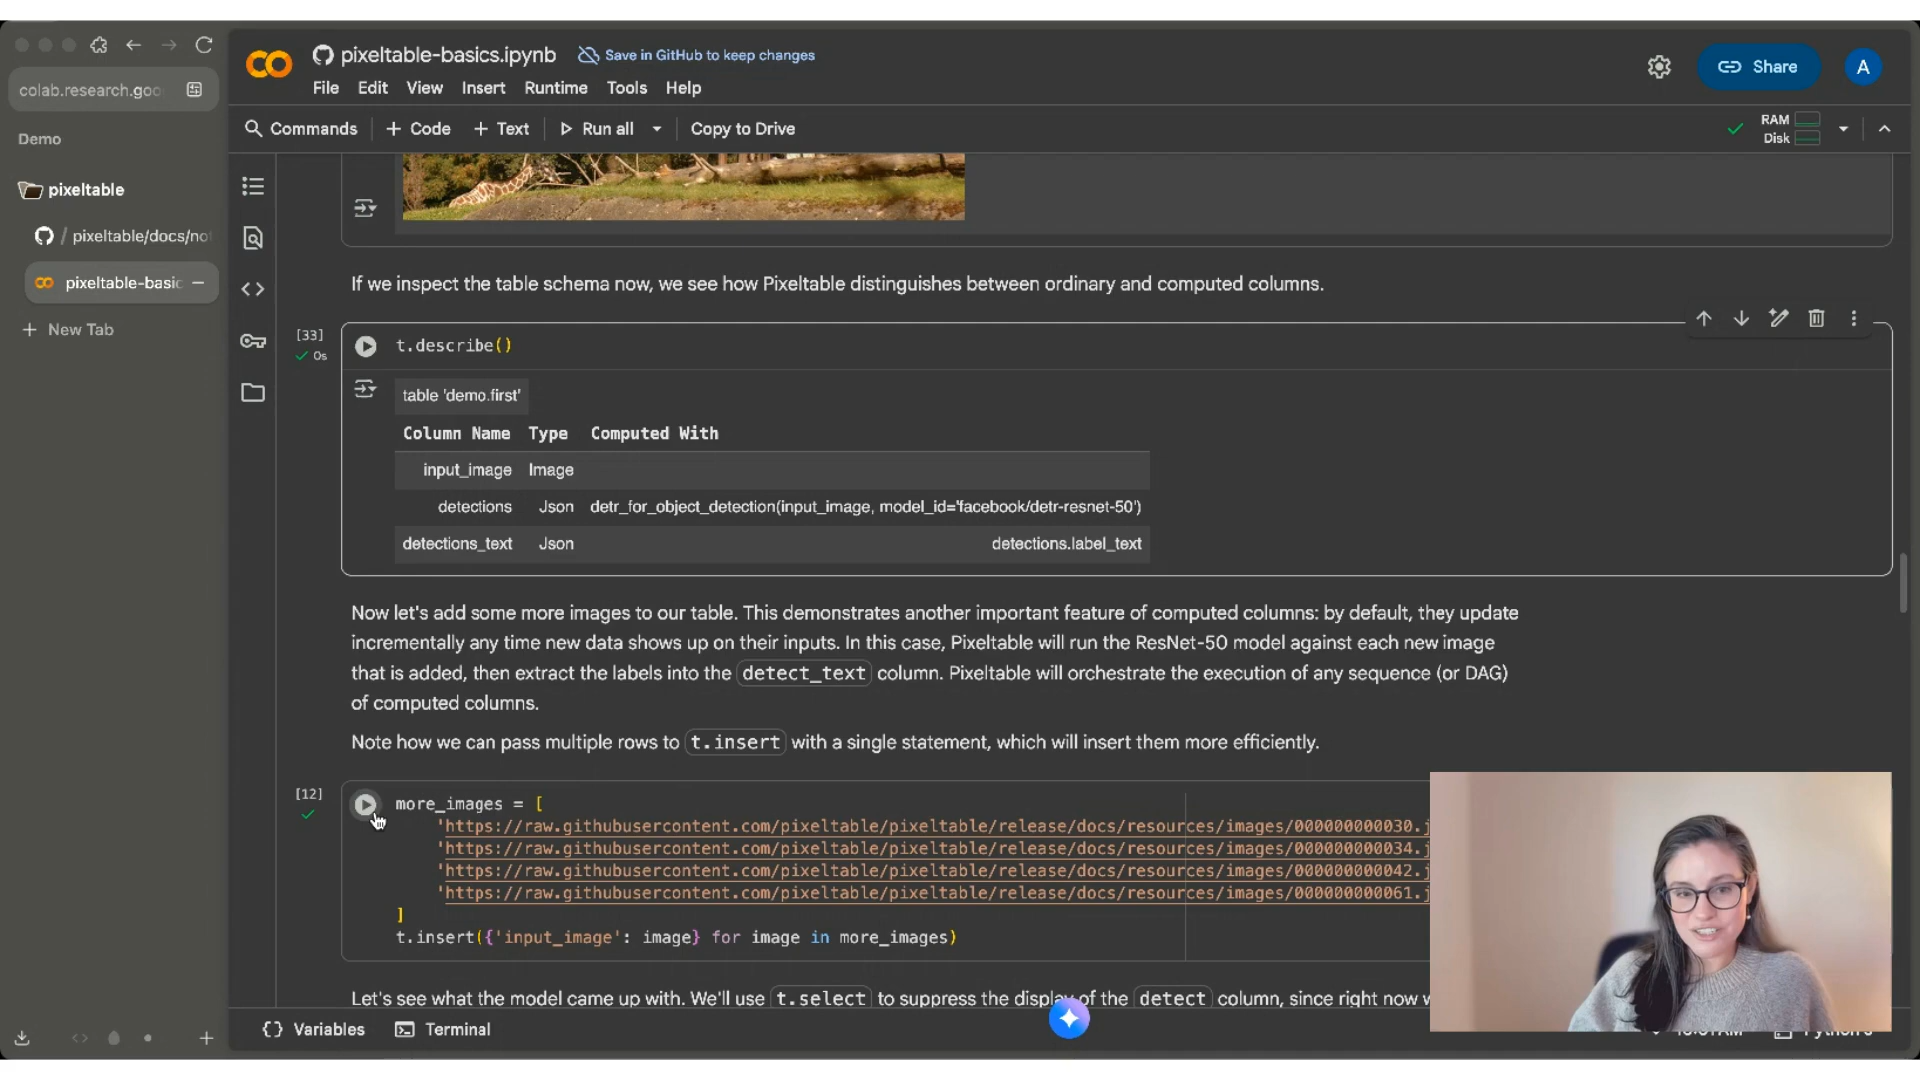 pixeltable-basics.ipynb
Save in GitHub to keep changes
Share
A
colab.research.goo
File Edit View Insert Runtime Tools Help
Demo
Commands + Code + Text Run all Copy to Drive
RAM
Disk
pixeltable
/ pixeltable/docs/no
pixeltable-basic
+ New Tab
If we inspect the table schema now, we see how Pixeltable distinguishes between ordinary and computed columns.
[33]
0s
t.describe()
table 'demo.first'
Column Name Type Computed With
input_image Image
detections Json detr_for_object_detection(input_image, model_id='facebook/detr-resnet-50')
detections_text Json detections.label_text
Now let's add some more images to our table. This demonstrates another important feature of computed columns: by default, they update
incrementally any time new data shows up on their inputs. In this case, Pixeltable will run the ResNet-50 model against each new image
that is added, then extract the labels into the detect_text column. Pixeltable will orchestrate the execution of any sequence (or DAG)
of computed columns.
Note how we can pass multiple rows to t.insert with a single statement, which will insert them more efficiently.
[12]
more_images = [
'https://raw.githubusercontent.com/pixeltable/pixeltable/release/docs/resources/images/000000000030.j
'https://raw.githubusercontent.com/pixeltable/pixeltable/release/docs/resources/images/000000000034.j
'https://raw.githubusercontent.com/pixeltable/pixeltable/release/docs/resources/images/000000000042.j
'https://raw.githubusercontent.com/pixeltable/pixeltable/release/docs/resources/images/000000000061.j
]
t.insert({'input_image': image} for image in more_images)
Let's see what the model came up with. We'll use t.select to suppress the display of the detect column, since right now w
{} Variables Terminal